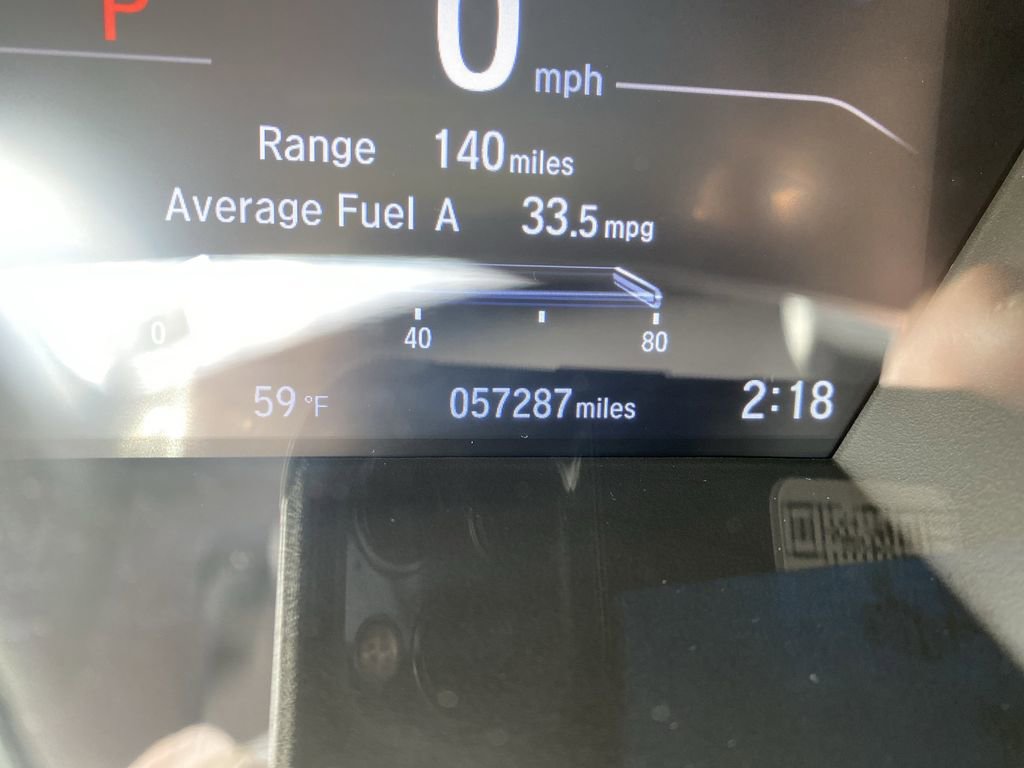 P
0 mph
Range 140 miles
Average Fuel A 33.5 mpg
0 40 80
59 °F 057287 miles 2:18